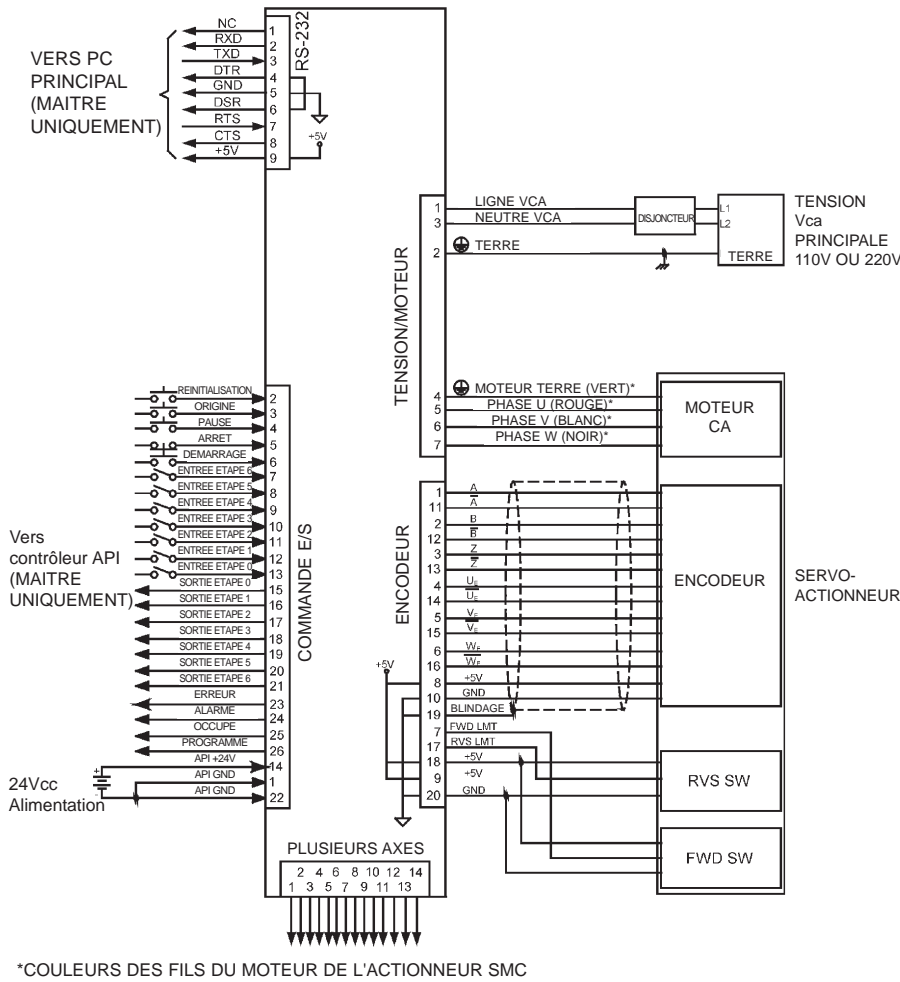 NC
RXD
TXD
DTR
GND
DSR
RTS
CTS
+5V
1
2
3
4
5
6
7
8
9
RS-232
+5V
VERS PC
PRINCIPAL
(MAITRE
UNIQUEMENT)
TENSION/MOTEUR
1
3
2
LIGNE VCA
NEUTRE VCA
TERRE
DISJONCTEUR
L1
L2
TERRE
TENSION
Vca
PRINCIPALE
110V OU 220V
4
5
6
7
MOTEUR TERRE (VERT)*
PHASE U (ROUGE)*
PHASE V (BLANC)*
PHASE W (NOIR)*
MOTEUR
CA
REINITIALISATION 2
ORIGINE 3
PAUSE 4
ARRET 5
DEMARRAGE 6
ENTREE ETAPE 6 7
ENTREE ETAPE 5 8
ENTREE ETAPE 4 9
ENTREE ETAPE 3 10
ENTREE ETAPE 2 11
ENTREE ETAPE 1 12
ENTREE ETAPE 0 13
SORTIE ETAPE 0 15
SORTIE ETAPE 1 16
SORTIE ETAPE 2 17
SORTIE ETAPE 3 18
SORTIE ETAPE 4 19
SORTIE ETAPE 5 20
SORTIE ETAPE 6 21
ERREUR 23
ALARME 24
OCCUPE 25
PROGRAMME 26
API +24V 14
API GND 1
API GND 22
COMMANDE E/S
Vers
contrôleur API
(MAITRE
UNIQUEMENT)
+
-
24Vcc
Alimentation
ENCODEUR
+5V
1 A
11 A̅
2 B
12 B̅
3 Z
13 Z̅
4 UE
14 U̅E
5 VE
15 V̅E
6 WE
16 W̅E
8 +5V
10 GND
19 BLINDAGE
7 FWD LMT
17 RVS LMT
18 +5V
9 +5V
20 GND
ENCODEUR
SERVO-
ACTIONNEUR
RVS SW
FWD SW
PLUSIEURS AXES
2 4 6 8 10 12 14
1 3 5 7 9 11 13
*COULEURS DES FILS DU MOTEUR DE L'ACTIONNEUR SMC